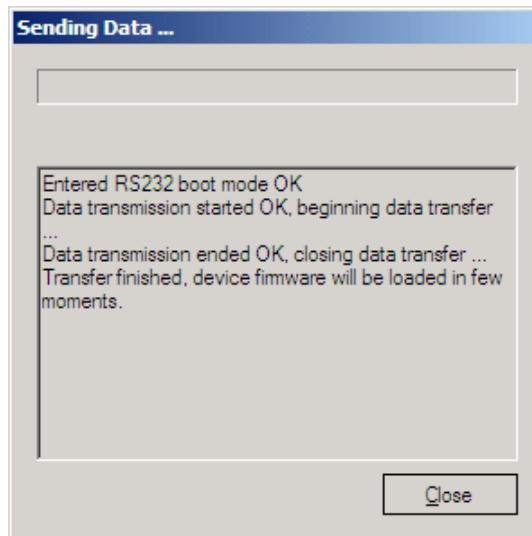 Sending Data ...
Entered RS232 boot mode OK
Data transmission started OK, beginning data transfer
...
Data transmission ended OK, closing data transfer ...
Transfer finished, device firmware will be loaded in few
moments.
Close